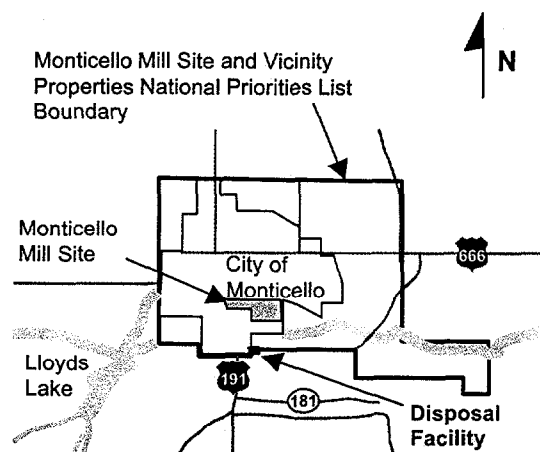 Monticello Mill Site and Vicinity
Properties National Priorities List
Boundary
N
Monticello
Mill Site
City of
Monticello
666
Lloyds
Lake
191
181
Disposal
Facility